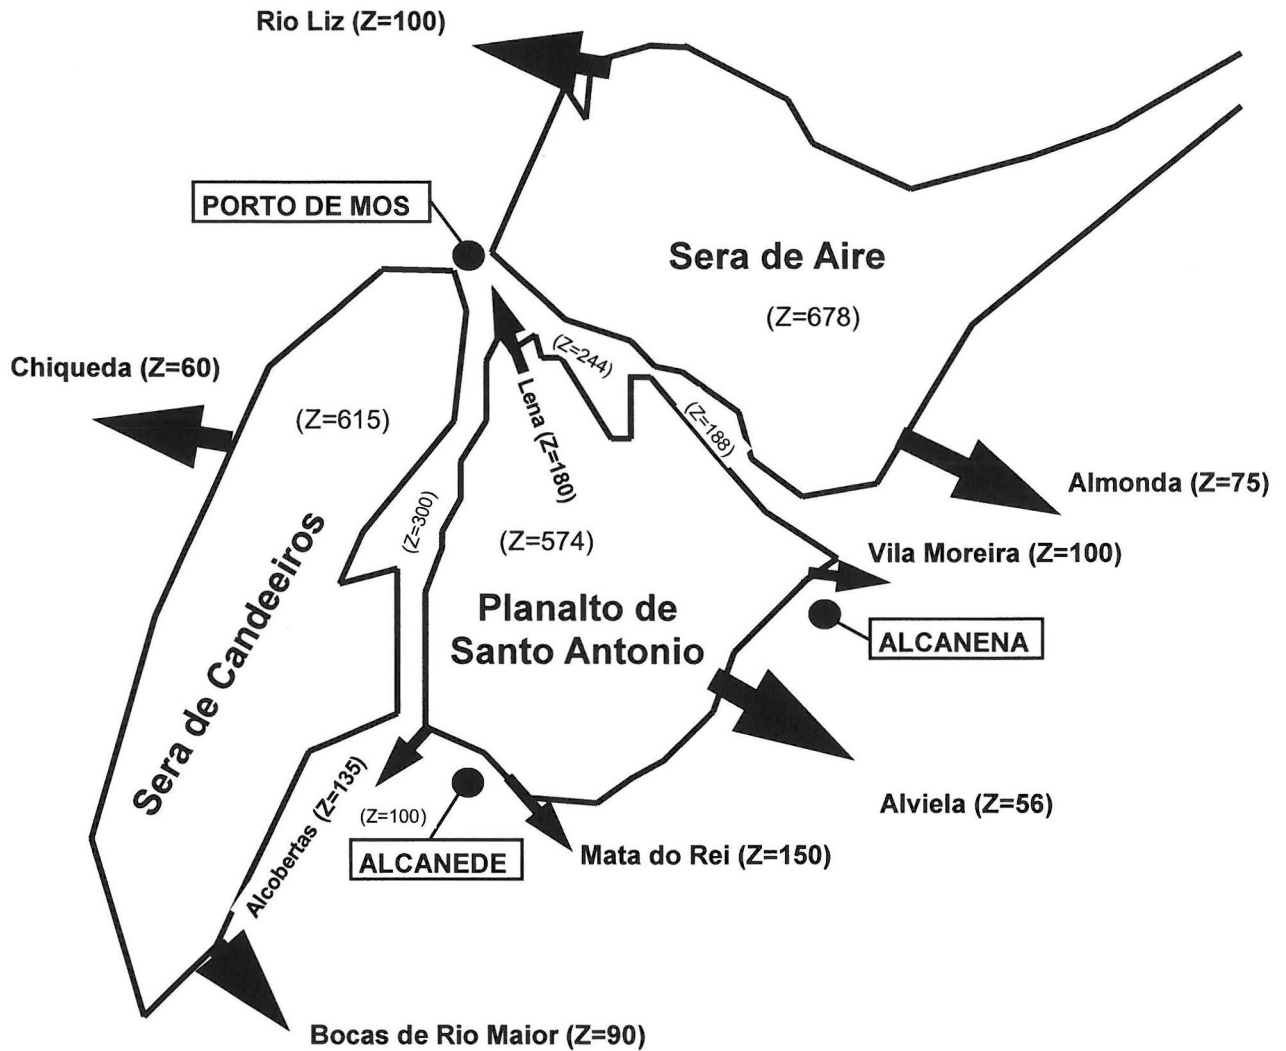 Rio Liz (Z=100)
PORTO DE MOS
Sera de Aire
(Z=678)
Chiqueda (Z=60)
(Z=615)
(Z=244)
Lena (Z=180)
(Z=188)
(Z=300)
Almonda (Z=75)
(Z=574)
Vila Moreira (Z=100)
Planalto de
Santo Antonio
ALCANENA
Sera de Candeeiros
Alcobertas (Z=135)
(Z=100)
ALCANEDE
Alviela (Z=56)
Mata do Rei (Z=150)
Bocas de Rio Maior (Z=90)